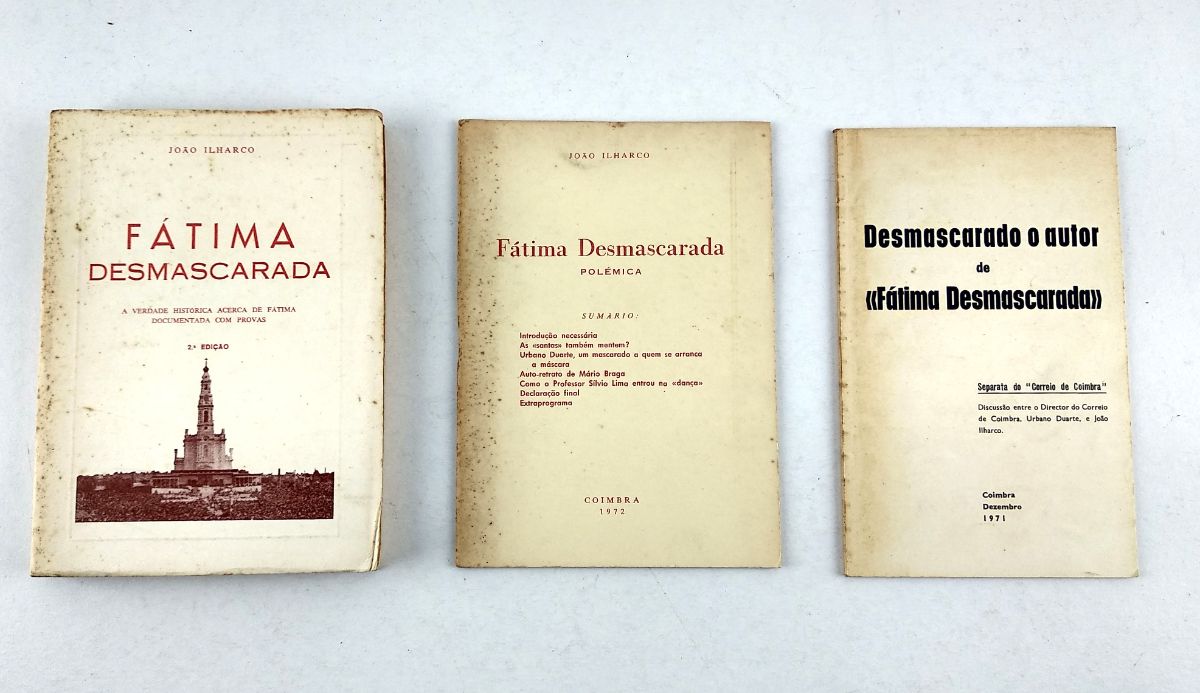 JOÃO ILHARCO
FÁTIMA
DESMASCARADA
A VERDADE HISTÓRICA ACERCA DE FÁTIMA
DOCUMENTADA COM PROVAS
2.ª EDIÇÃO
JOÃO ILHARCO
Fátima Desmascarada
POLÉMICA
SUMÁRIO:
Introdução necessária
As «santas» também mentem?
Urbano Duarte, um mascarado a quem se arranca
a máscara
Auto-retrato de Mário Braga
Como o Professor Sílvio Lima entrou na «dança»
Declaração final
Extraprograma
COIMBRA
1972
Desmascarado o autor
de
«Fátima Desmascarada»
Separata do "Correio de Coimbra"
Discussão entre o Director do Correio
de Coimbra, Urbano Duarte, e João
Ilharco.
Coimbra
Dezembro
1971